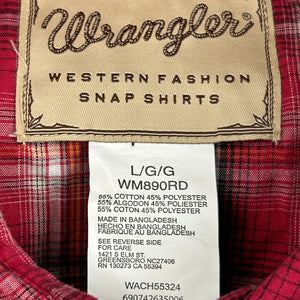 Wrangler®
WESTERN FASHION
SNAP SHIRTS
L/G/G
WM890RD
55% COTTON 45% POLYESTER
55% ALGODON 45% POLYESTER
55% COTON 45% POLYESTER
MADE IN BANGLADESH
HECHO EN BANGLADESH
FABRIQUE AU BANGLADESH
SEE REVERSE SIDE
FOR CARE
1421 S ELM ST.
GREENSBORO NC27406
RN 130273 CA 55394
WACH55324
690742635006